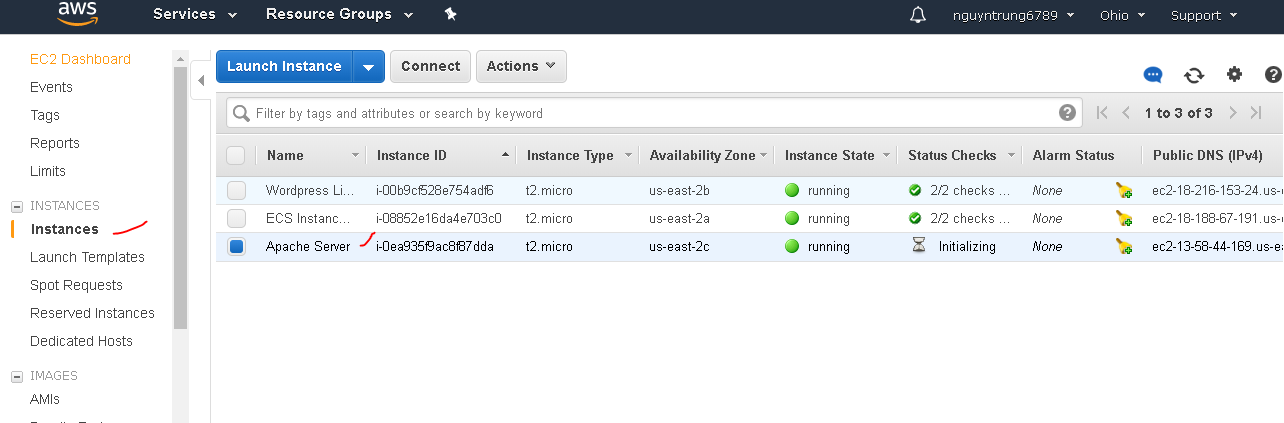 aws Services Resource Groups nguyntrung6789 Ohio Support
EC2 Dashboard
Events
Tags
Reports
Limits
INSTANCES
Instances
Launch Templates
Spot Requests
Reserved Instances
Dedicated Hosts
IMAGES
AMIs
Launch Instance Connect Actions
Filter by tags and attributes or search by keyword ? 1 to 3 of 3
Name Instance ID Instance Type Availability Zone Instance State Status Checks Alarm Status Public DNS (IPv4)
Wordpress Li... i-00b9cf528e754adf6 t2.micro us-east-2b running 2/2 checks ... None ec2-18-216-153-24.us-
ECS Instanc... i-08852e16da4e703c0 t2.micro us-east-2a running 2/2 checks ... None ec2-18-188-67-191.us-
Apache Server i-0ea935f9ac8f87dda t2.micro us-east-2c running Initializing None ec2-13-58-44-169.us-ea